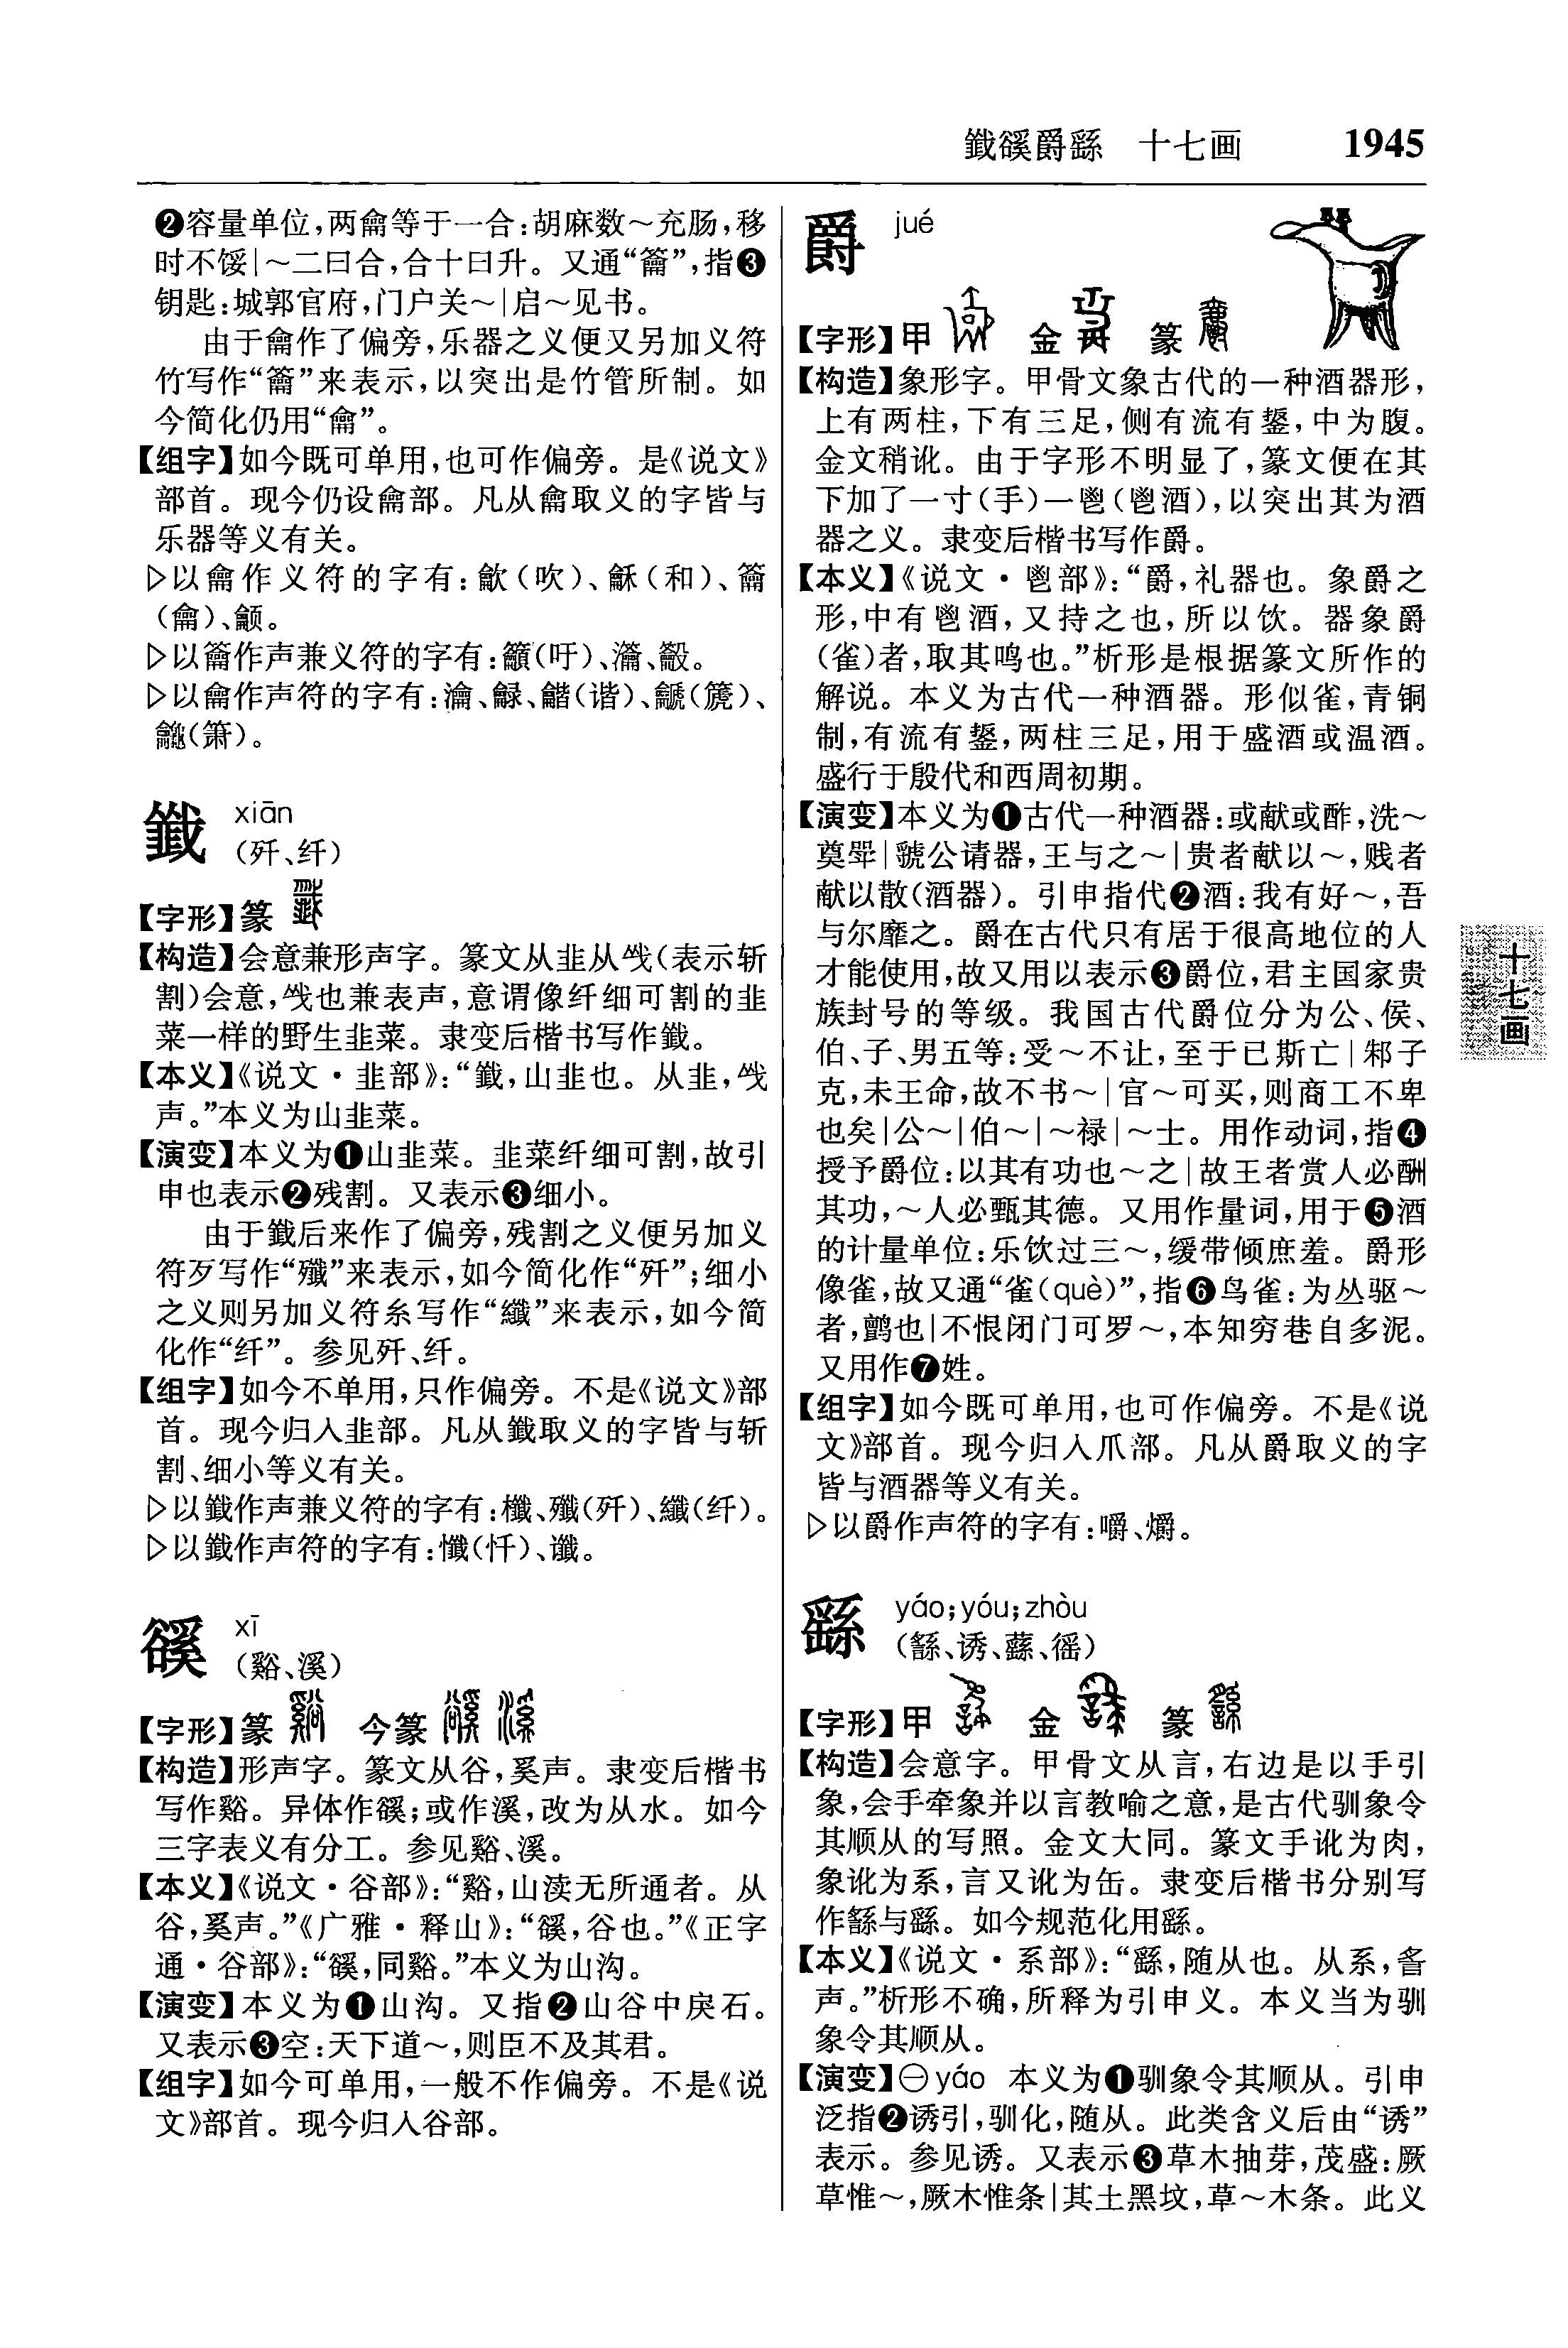 韱豀爵繇 十七画 1945
❷容量单位，两龠等于一合：胡麻数～充肠，移
时不馁|～二曰合，合十曰升。又通“籥”，指❸
钥匙：城郭官府，门户关～|启～见书。
由于龠作了偏旁，乐器之义便又另加义符
竹写作“籥”来表示，以突出是竹管所制。如
今简化仍用“龠”。
【组字】如今既可单用，也可作偏旁。是《说文》
部首。现今仍设龠部。凡从龠取义的字皆与
乐器等义有关。
▷以龠作义符的字有：龡（吹）、龢（和）、籥
（龠）、龥。
▷以籥作声兼义符的字有：籲（吁）、灊、
▷以龠作声符的字有：瀹、龣、龤（谐）、䶵（篪）、
（箫）。
韱 xiān
（歼、纤）
【字形】篆
【构造】会意兼形声字。篆文从韭从㦰（表示斩
割）会意，㦰也兼表声，意谓像纤细可割的韭
菜一样的野生韭菜。隶变后楷书写作韱。
【本义】《说文·韭部》：“韱，山韭也。从韭，㦰
声。”本义为山韭菜。
【演变】本义为❶山韭菜。韭菜纤细可割，故引
申也表示❷残割。又表示❸细小。
由于韱后来作了偏旁，残割之义便另加义
符歹写作“殲”来表示，如今简化作“歼”；细小
之义则另加义符糸写作“纖”来表示，如今简
化作“纤”。参见歼、纤。
【组字】如今不单用，只作偏旁。不是《说文》部
首。现今归入韭部。凡从韱取义的字皆与斩
割、细小等义有关。
▷以韱作声兼义符的字有：櫼、殲（歼）、纖（纤）。
▷以韱作声符的字有：懺（忏）、谶。
豀 xī
（谿、溪）
【字形】篆 今篆
【构造】形声字。篆文从谷，奚声。隶变后楷书
写作谿。异体作豀；或作溪，改为从水。如今
三字表义有分工。参见谿、溪。
【本义】《说文·谷部》：“谿，山渎无所通者。从
谷，奚声。”《广雅·释山》：“豀，谷也。”《正字
通·谷部》：“豀，同谿。”本义为山沟。
【演变】本义为❶山沟。又指❷山谷中戾石。
又表示❸空：天下道～，则臣不及其君。
【组字】如今可单用，一般不作偏旁。不是《说
文》部首。现今归入谷部。
爵 jué
【字形】甲 金 篆
【构造】象形字。甲骨文象古代的一种酒器形，
上有两柱，下有三足，侧有流有鋬，中为腹。
金文稍讹。由于字形不明显了，篆文便在其
下加了一寸（手）一鬯（鬯酒），以突出其为酒
器之义。隶变后楷书写作爵。
【本义】《说文·鬯部》：“爵，礼器也。象爵之
形，中有鬯酒，又持之也，所以饮。器象爵
（雀）者，取其鸣也。”析形是根据篆文所作的
解说。本义为古代一种酒器。形似雀，青铜
制，有流有鋬，两柱三足，用于盛酒或温酒。
盛行于殷代和西周初期。
【演变】本义为❶古代一种酒器：或献或酢，洗～
奠斝|虢公请器，王与之～|贵者献以～，贱者
献以散（酒器）。引申指代❷酒：我有好～，吾
与尔靡之。爵在古代只有居于很高地位的人
才能使用，故又用以表示❸爵位，君主国家贵
族封号的等级。我国古代爵位分为公、侯、
伯、子、男五等：受～不让，至于已斯亡|邾子
克，未王命，故不书～|官～可买，则商工不卑
也矣|公～|伯～|～禄|～士。用作动词，指❹
授予爵位：以其有功也～之|故王者赏人必酬
其功，～人必甄其德。又用作量词，用于❺酒
的计量单位：乐饮过三～，缓带倾庶羞。爵形
像雀，故又通“雀（què）”，指❻鸟雀：为丛驱～
者，鹯也|不恨闭门可罗～，本知穷巷自多泥。
又用作❼姓。
【组字】如今既可单用，也可作偏旁。不是《说
文》部首。现今归入爪部。凡从爵取义的字
皆与酒器等义有关。
▷以爵作声符的字有：嚼、爝。
繇 yáo；yóu；zhòu
（䌛、诱、蘨、徭）
【字形】甲 金 篆
【构造】会意字。甲骨文从言，右边是以手引
象，会手牵象并以言教喻之意，是古代驯象令
其顺从的写照。金文大同。篆文手讹为肉，
象讹为系，言又讹为缶。隶变后楷书分别写
作䌛与繇。如今规范化用繇。
【本义】《说文·系部》：“繇，随从也。从系，䚻
声。”析形不确，所释为引申义。本义当为驯
象令其顺从。
【演变】㊀yáo 本义为❶驯象令其顺从。引申
泛指❷诱引，驯化，随从。此类含义后由“诱”
表示。参见诱。又表示❸草木抽芽，茂盛：厥
草惟～，厥木惟条|其土黑坟，草～木条。此义
十七画